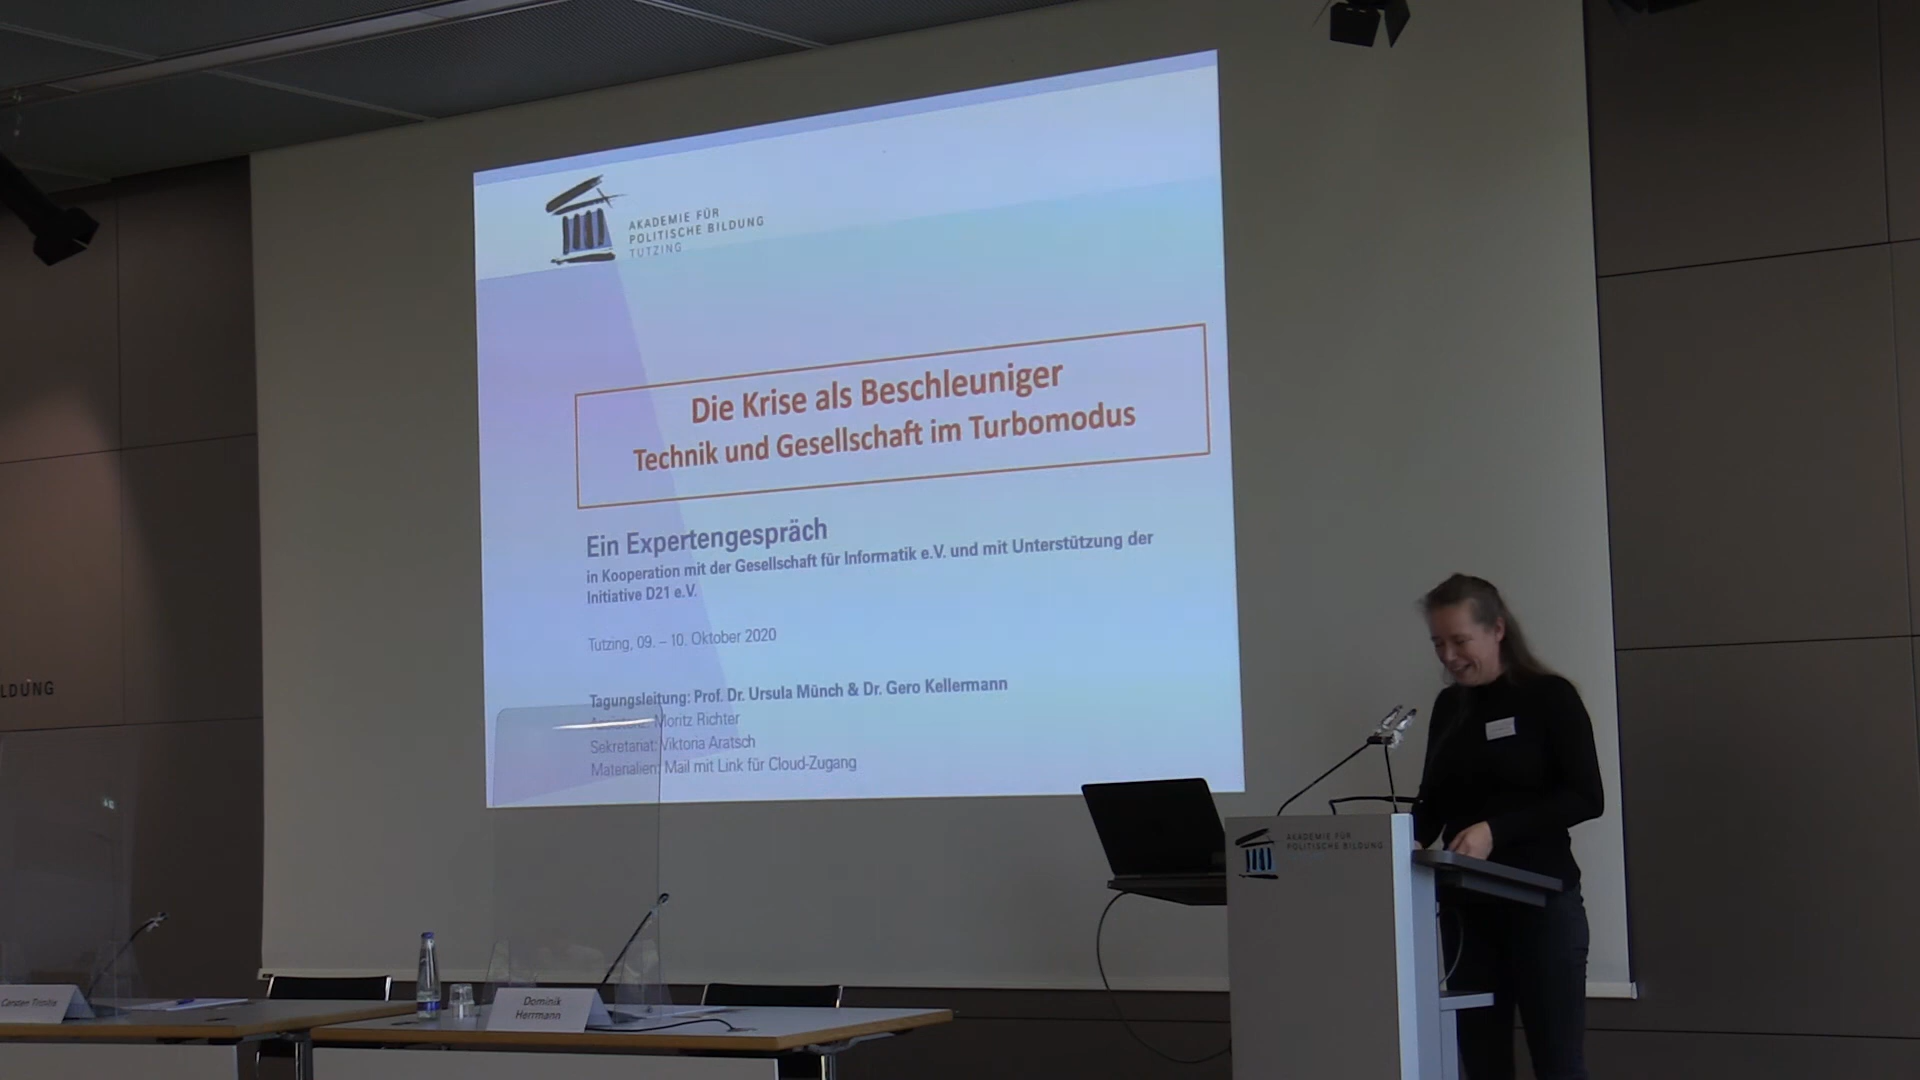 AKADEMIE FÜR
POLITISCHE BILDUNG
TUTZING
Die Krise als Beschleuniger
Technik und Gesellschaft im Turbomodus
Ein Expertengespräch
in Kooperation mit der Gesellschaft für Informatik e.V. und mit Unterstützung der
Initiative D21 e.V.
Tutzing, 09. – 10. Oktober 2020
Tagungsleitung: Prof. Dr. Ursula Münch & Dr. Gero Kellermann
Assistenz: Moritz Richter
Sekretariat: Viktoria Aratsch
Materialien: Mail mit Link für Cloud-Zugang
LDUNG
AKADEMIE FÜR
POLITISCHE BILDUNG
Carsten
Dominik
Herrmann